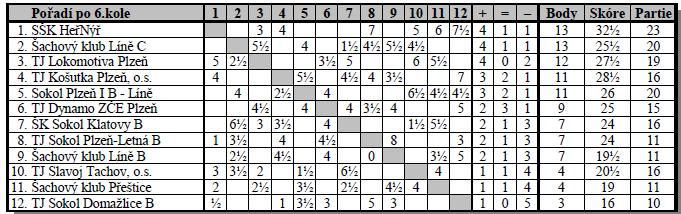 Pořadí po 6.kole 1 2 3 4 5 6 7 8 9 10 11 12 + = – Body Skóre Partie
1. SŠK HeřNýř 3 4 7 5 6 7½ 4 1 1 13 32½ 23
2. Šachový klub Líně C 5½ 4 1½ 4½ 5½ 4½ 4 1 1 13 25½ 20
3. TJ Lokomotiva Plzeň 5 2½ 3½ 5 6 5½ 4 0 2 12 27½ 19
4. TJ Košutka Plzeň, o.s. 4 5½ 4½ 4 3½ 7 3 2 1 11 28½ 16
5. Sokol Plzeň I B - Líně 4 2½ 4 6½ 4½ 4½ 3 2 1 11 26 20
6. TJ Dynamo ZČE Plzeň 4½ 4 4 3½ 4 5 2 3 1 9 25 15
7. ŠK Sokol Klatovy B 6½ 3 3½ 4 1½ 5½ 2 1 3 7 24 16
8. TJ Sokol Plzeň-Letná B 1 3½ 4 4½ 8 3 2 1 3 7 24 11
9. Šachový klub Líně B 2½ 4½ 4 0 3½ 5 2 1 3 7 19½ 11
10. TJ Slavoj Tachov, o.s. 3 3½ 2 1½ 6½ 4 1 1 4 4 20½ 16
11. Šachový klub Přeštice 2 2½ 3½ 2½ 4½ 4 1 1 4 4 19 11
12. TJ Sokol Domažlice B ½ 1 3½ 3 5 3 1 0 5 3 16 10